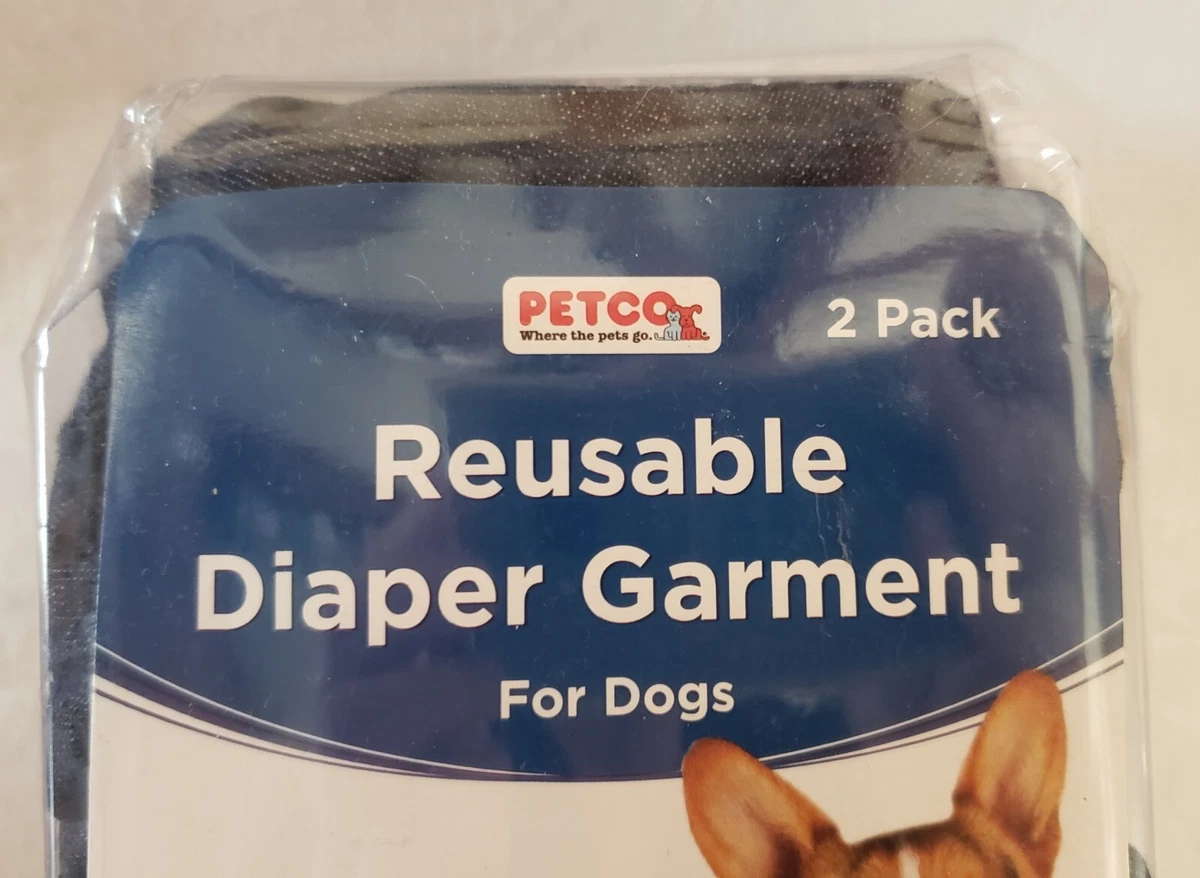 PETCO
Where the pets go.
2 Pack
Reusable
Diaper Garment
For Dogs